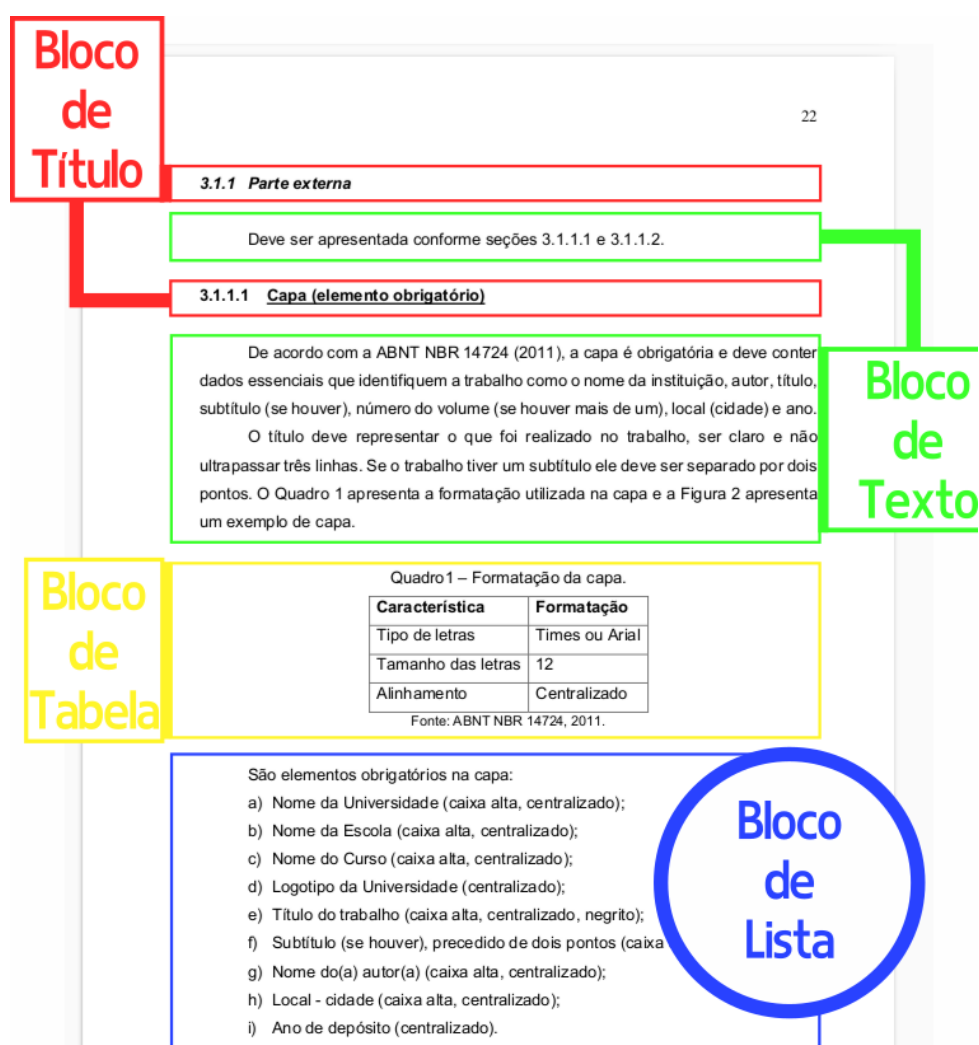 Bloco
de
Título
22
3.1.1 Parte externa
Deve ser apresentada conforme seções 3.1.1.1 e 3.1.1.2.
3.1.1.1 Capa (elemento obrigatório)
De acordo com a ABNT NBR 14724 (2011), a capa é obrigatória e deve conter
dados essenciais que identifiquem a trabalho como o nome da instituição, autor, título,
subtítulo (se houver), número do volume (se houver mais de um), local (cidade) e ano.
O título deve representar o que foi realizado no trabalho, ser claro e não
ultrapassar três linhas. Se o trabalho tiver um subtítulo ele deve ser separado por dois
pontos. O Quadro 1 apresenta a formatação utilizada na capa e a Figura 2 apresenta
um exemplo de capa.
Bloco
de
Texto
Bloco
de
Tabela
Quadro1 – Formatação da capa.
Característica Formatação
Tipo de letras Times ou Arial
Tamanho das letras 12
Alinhamento Centralizado
Fonte: ABNT NBR 14724, 2011.
São elementos obrigatórios na capa:
a) Nome da Universidade (caixa alta, centralizado);
b) Nome da Escola (caixa alta, centralizado);
c) Nome do Curso (caixa alta, centralizado);
d) Logotipo da Universidade (centralizado);
e) Título do trabalho (caixa alta, centralizado, negrito);
f) Subtítulo (se houver), precedido de dois pontos (caixa
g) Nome do(a) autor(a) (caixa alta, centralizado);
h) Local - cidade (caixa alta, centralizado);
i) Ano de depósito (centralizado).
Bloco
de
Lista